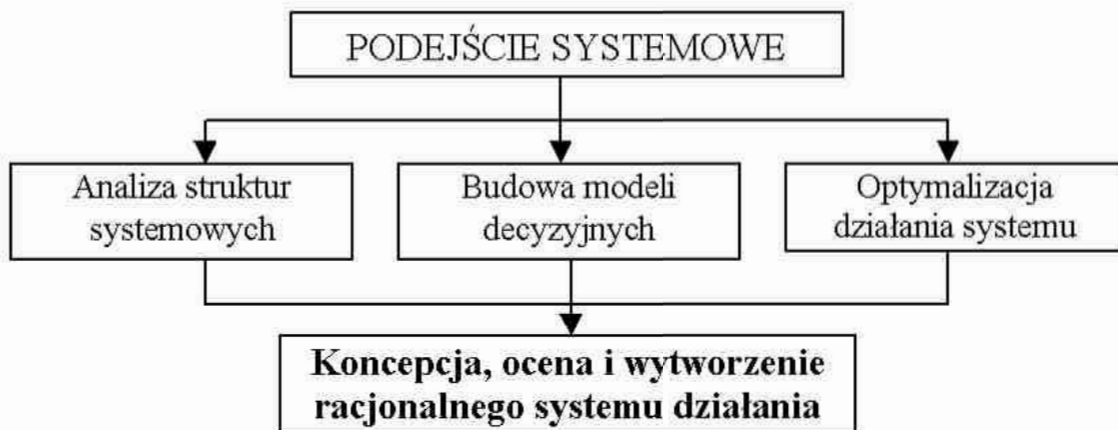 PODEJŚCIE SYSTEMOWE
Analiza struktur
systemowych
Budowa modeli
decyzyjnych
Optymalizacja
działania systemu
Koncepcja, ocena i wytworzenie
racjonalnego systemu działania